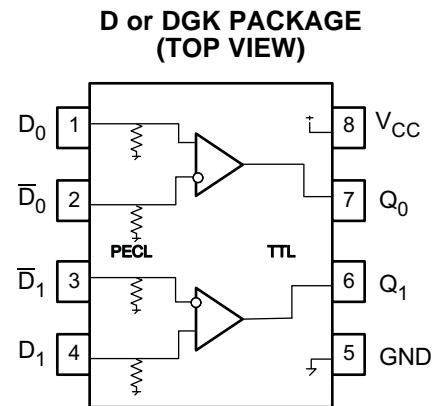 D or DGK PACKAGE
(TOP VIEW)
D0 1 8 VCC
D̅0 2 7 Q0
PECL TTL
D̅1 3 6 Q1
D1 4 5 GND